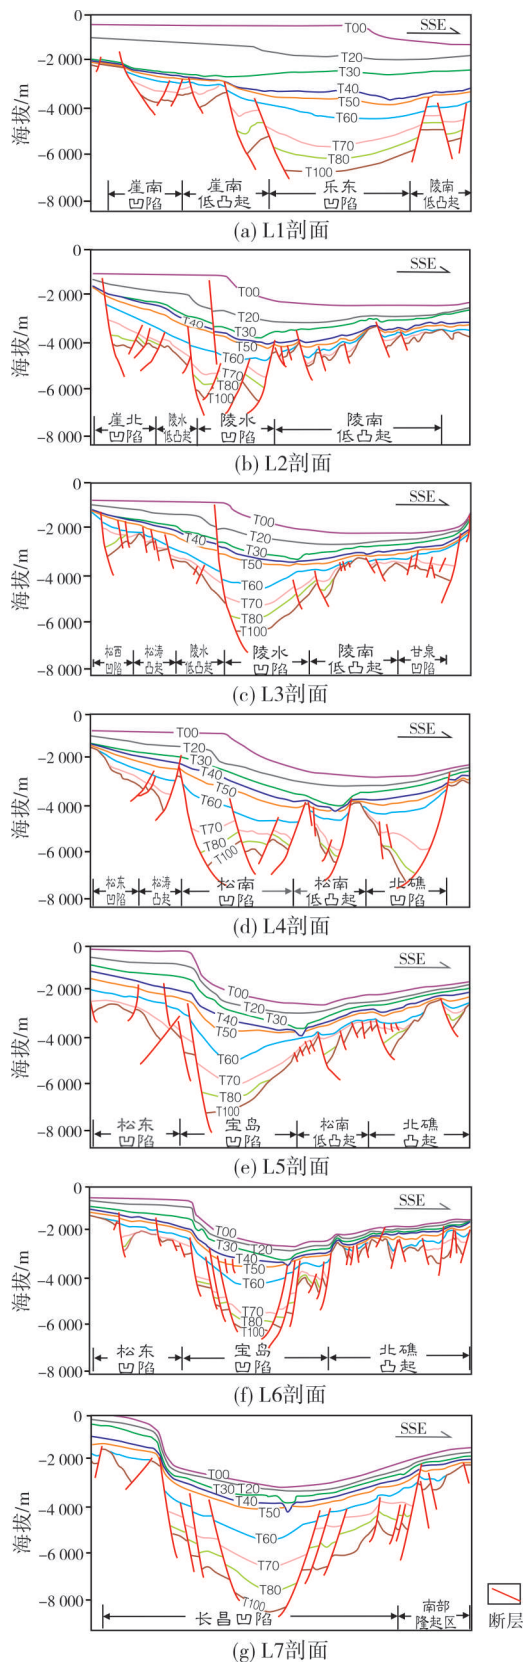 SSE
T00
0
T20
-2 000
T30
T40
T50
-4 000
T60
T70
-6 000
T80
T100
-8 000
海拔/m
崖南 崖南 乐东 陵南
凹陷 低凸起 凹陷 低凸起
(a) L1剖面
0
SSE
T00
-2 000
T20
T40
T30
T50
-4 000
T60
T70
-6 000
T80
T100
-8 000
海拔/m
崖北 陵水 陵水 陵南
凹陷 低凸起 凹陷 低凸起
(b) L2剖面
0
SSE
T00
-2 000
T20
T40
T30
T50
-4 000
T60
T70
-6 000
T80
T100
-8 000
海拔/m
松西 松涛 陵水 陵水 陵南 甘泉
凹陷 凸起 低凸起 凹陷 低凸起 凹陷
(c) L3剖面
0
T00
SSE
T20
-2 000
T30
T40
T50
-4 000
T60
T70
T80
-6 000
T100
-8 000
海拔/m
松东 松涛 松南 松南 北礁
凹陷 凸起 凹陷 低凸起 凹陷
(d) L4剖面
0
SSE
-2 000
T00
T20
T40 T30
T50
-4 000
T60
T70
-6 000
T80
T100
-8 000
海拔/m
松东 宝岛 松南 北礁
凹陷 凹陷 低凸起 凸起
(e) L5剖面
0
SSE
-2 000
T00
T30 T20
T40
T50
-4 000
T60
T70
T80
-6 000
T100
-8 000
海拔/m
松东 宝岛 北礁
凹陷 凹陷 凸起
(f) L6剖面
0
SSE
-2 000
T00
T30 T20
T40
T50
-4 000
T60
T70
-6 000
T80
T100
-8 000
海拔/m
长昌凹陷 南部
隆起区
(g) L7剖面
断层